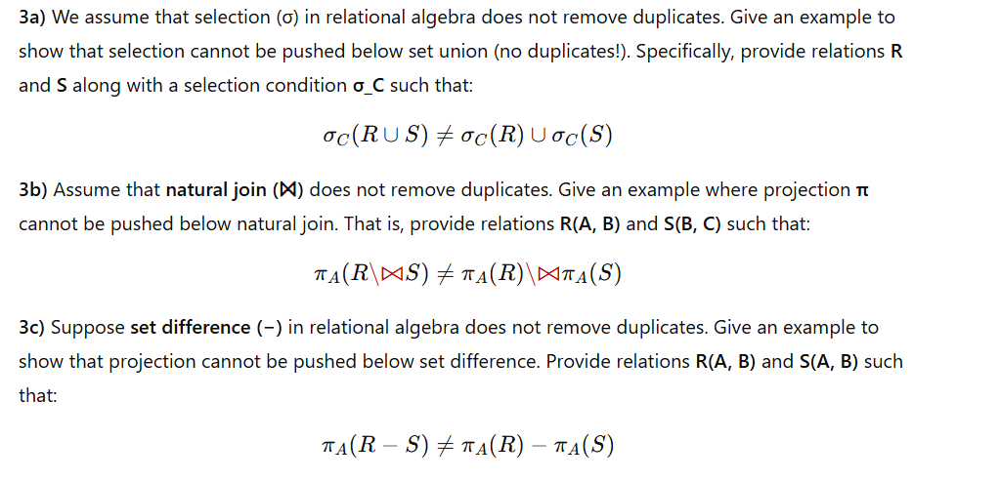 3a) We assume that selection (σ) in relational algebra does not remove duplicates. Give an example to
show that selection cannot be pushed below set union (no duplicates!). Specifically, provide relations R
and S along with a selection condition σ_C such that:
σC(R ∪ S) ≠ σC(R) ∪ σC(S)
3b) Assume that natural join (⋈) does not remove duplicates. Give an example where projection π
cannot be pushed below natural join. That is, provide relations R(A, B) and S(B, C) such that:
πA(R\⋈S) ≠ πA(R)\⋈πA(S)
3c) Suppose set difference (−) in relational algebra does not remove duplicates. Give an example to
show that projection cannot be pushed below set difference. Provide relations R(A, B) and S(A, B) such
that:
πA(R − S) ≠ πA(R) − πA(S)